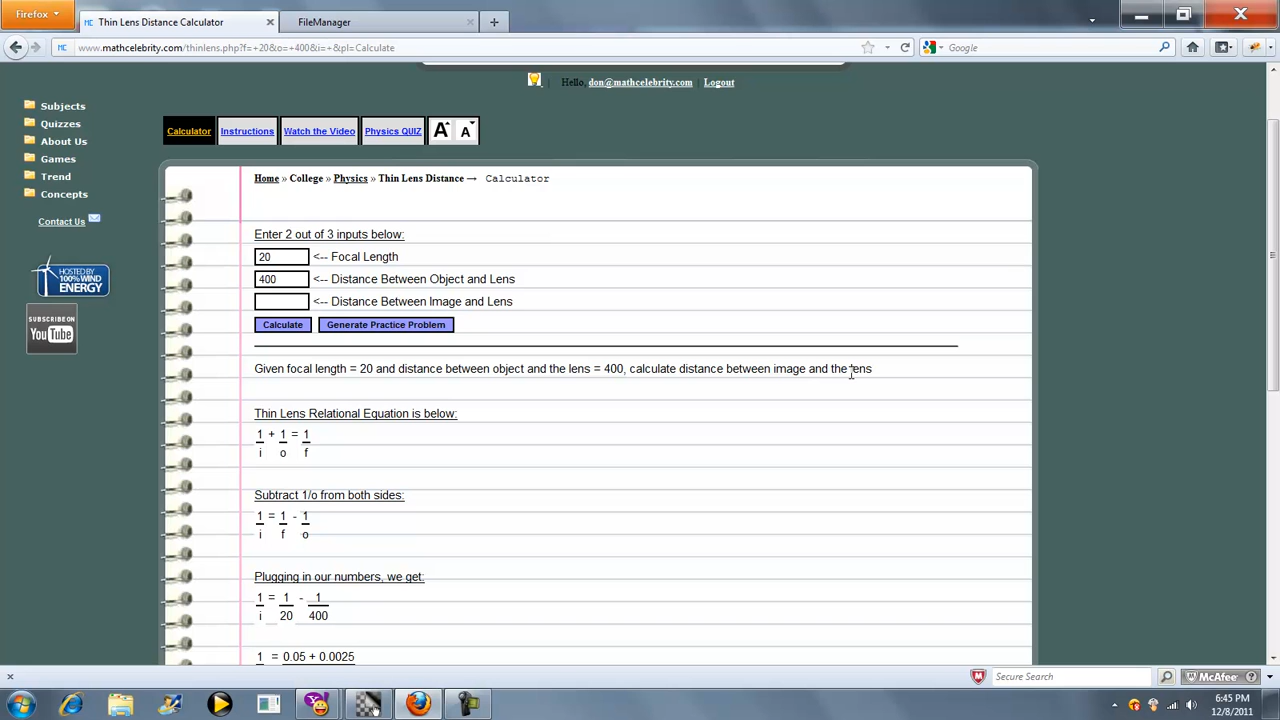 Firefox
Thin Lens Distance Calculator
FileManager
www.mathcelebrity.com/thinlens.php?f=+20&o=+400&i=+&pl=Calculate
Google
Hello, don@mathcelebrity.com | Logout
Subjects
Quizzes
About Us
Games
Trend
Concepts
Contact Us
HOSTED BY
100% WIND
ENERGY
SUBSCRIBE ON
YouTube
Calculator
Instructions
Watch the Video
Physics QUIZ
A A
Home » College » Physics » Thin Lens Distance → Calculator
Enter 2 out of 3 inputs below:
20 <-- Focal Length
400 <-- Distance Between Object and Lens
<-- Distance Between Image and Lens
Calculate Generate Practice Problem
Given focal length = 20 and distance between object and the lens = 400, calculate distance between image and the lens
Thin Lens Relational Equation is below:
1 + 1 = 1
i o f
Subtract 1/o from both sides:
1 = 1 - 1
i f o
Plugging in our numbers, we get:
1 = 1 - 1
i 20 400
1 = 0.05 + 0.0025
Secure Search
McAfee
6:45 PM
12/8/2011